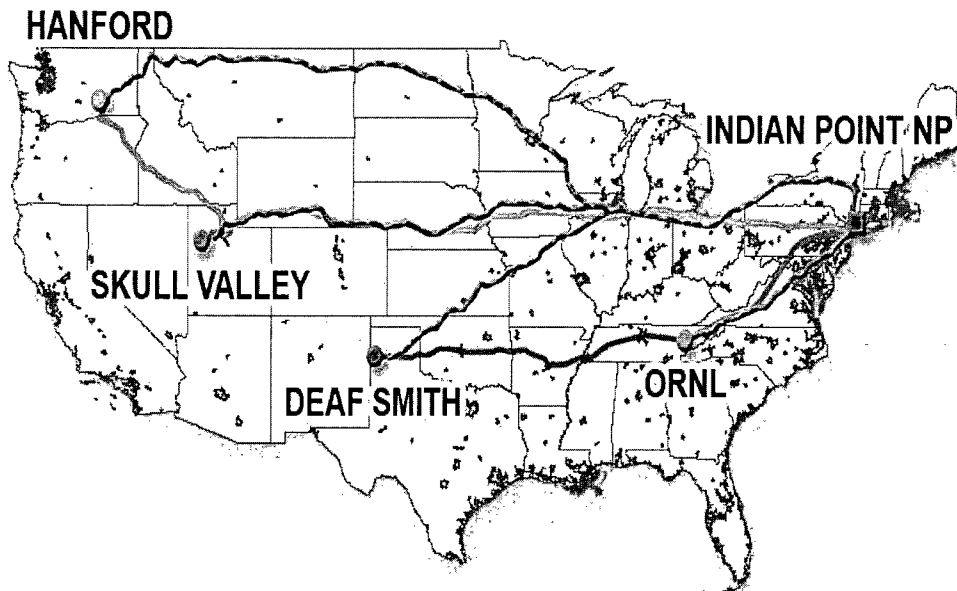 HANFORD
INDIAN POINT NP
SKULL VALLEY
DEAF SMITH
ORNL